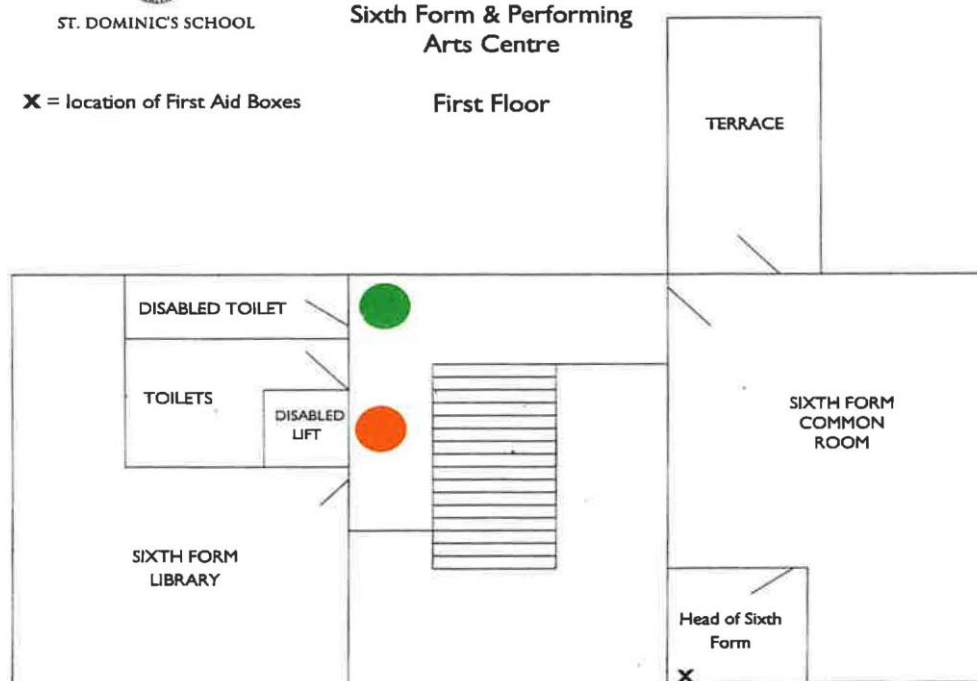 ST. DOMINIC'S SCHOOL
Sixth Form & Performing
Arts Centre
X = location of First Aid Boxes
First Floor
TERRACE
DISABLED TOILET
TOILETS
DISABLED
LIFT
SIXTH FORM
COMMON
ROOM
SIXTH FORM
LIBRARY
Head of Sixth
Form
X